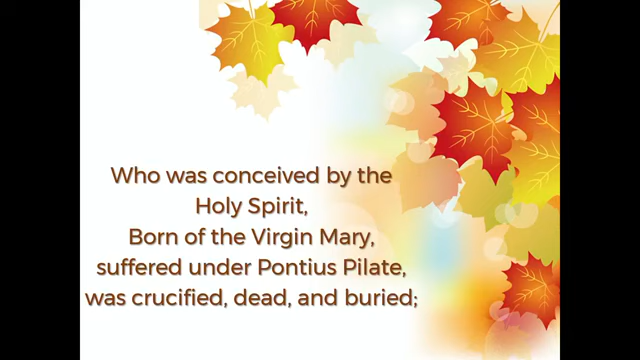 Who was conceived by the
Holy Spirit,
Born of the Virgin Mary,
suffered under Pontius Pilate,
was crucified, dead, and buried;